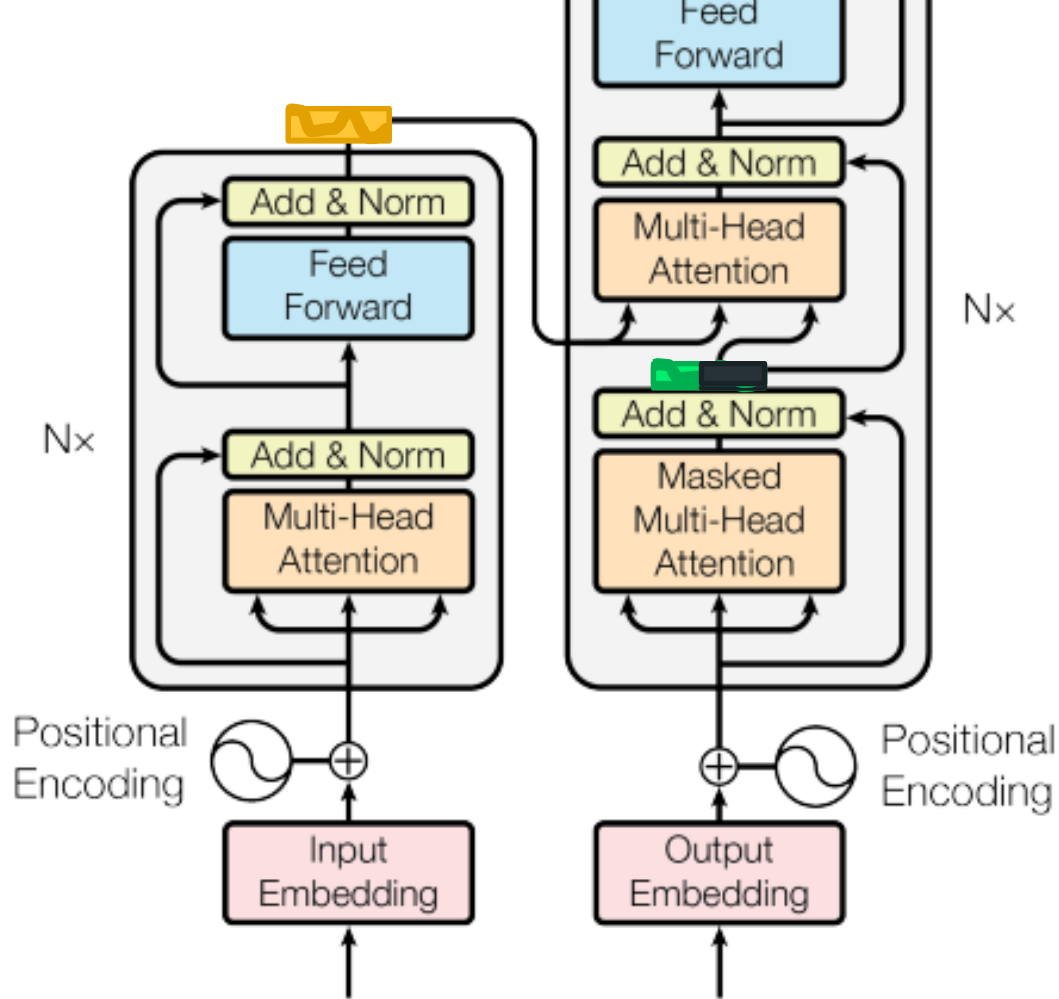 Feed
Forward
Add & Norm
Multi-Head
Attention
Nx
Add & Norm
Masked
Multi-Head
Attention
Add & Norm
Feed
Forward
Nx
Add & Norm
Multi-Head
Attention
Positional
Encoding
Positional
Encoding
Input
Embedding
Output
Embedding